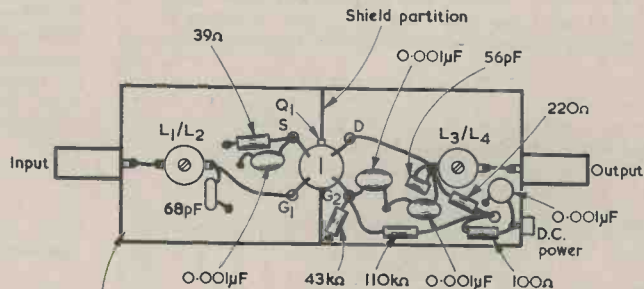 Shield partition
39Ω
0·001μF
56pF
Q₁
S
D
L₁/L₂
L₃/L₄
220Ω
Input
Output
68pF
G₁
G₂
0·001μF
D.C.
power
0·001μF
43kΩ
110kΩ
0·001μF
100Ω